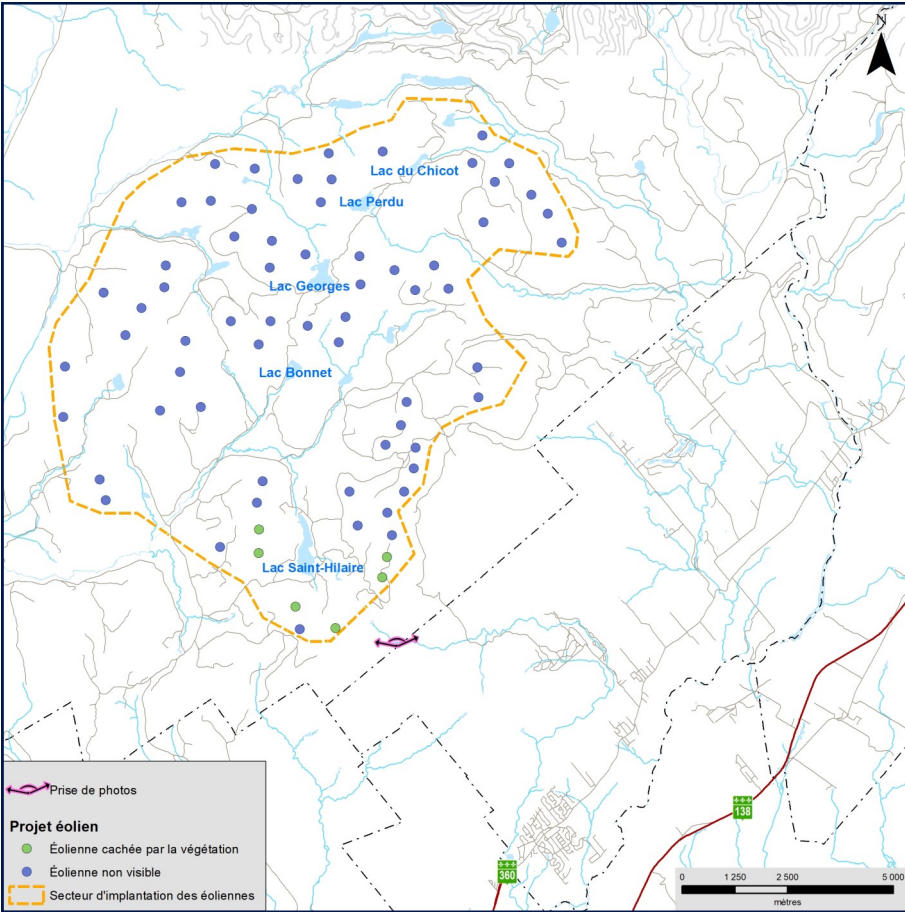 N
Lac du Chicot
Lac Perdu
Lac Georges
Lac Bonnet
Lac Saint-Hilaire
Prise de photos
Projet éolien
Éolienne cachée par la végétation
Éolienne non visible
Secteur d'implantation des éoliennes
138
360
0 1 250 2 500 5 000
mètres